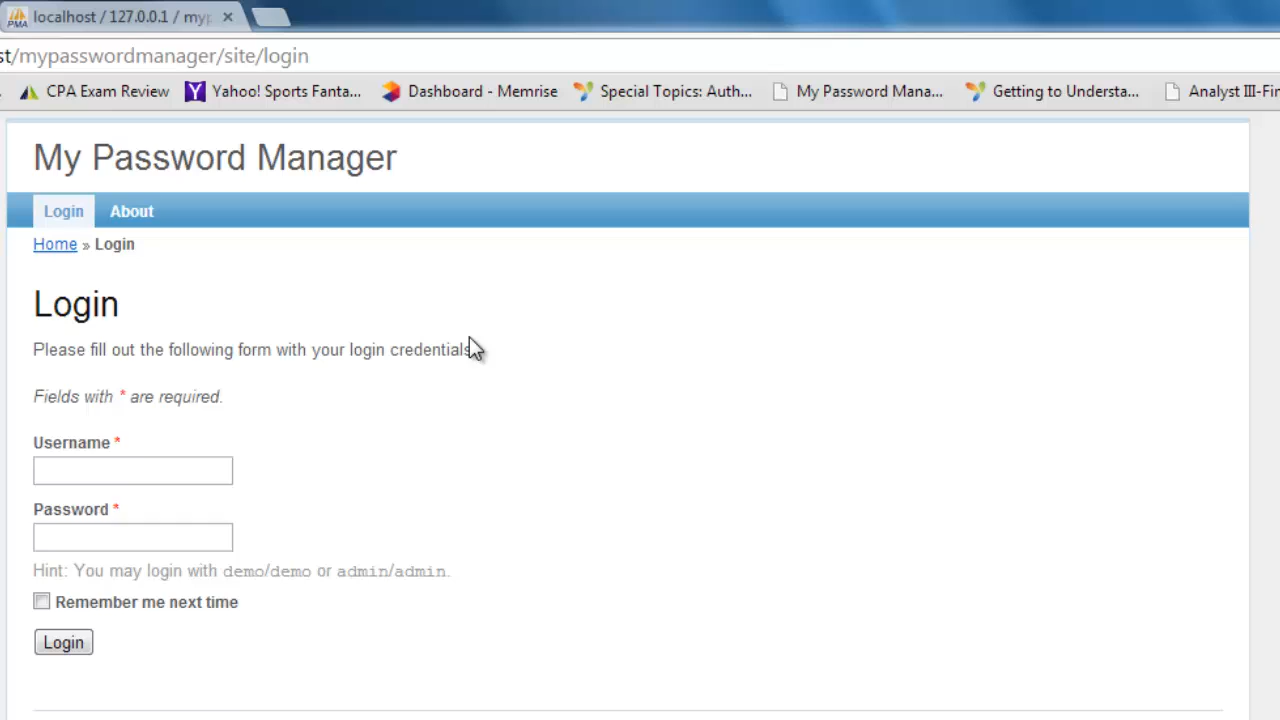 PMA localhost / 127.0.0.1 / myp
st/mypasswordmanager/site/login
CPA Exam Review Yahoo! Sports Fanta... Dashboard - Memrise Special Topics: Auth... My Password Mana... Getting to Understa... Analyst III-Fin
My Password Manager
Login About
Home » Login
Login
Please fill out the following form with your login credentials
Fields with * are required.
Username *
Password *
Hint: You may login with demo/demo or admin/admin.
Remember me next time
Login